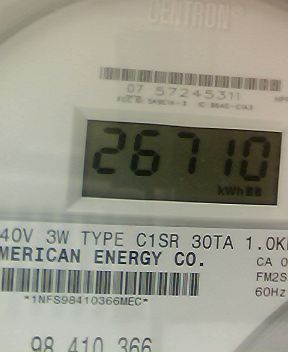 CENTRON
07 57245311
26710
kWh
40V 3W TYPE C1SR 30TA 1.0K
MERICAN ENERGY CO.
CA 0
FM2S
60Hz
*1NFS98410366MEC*
98 410 366